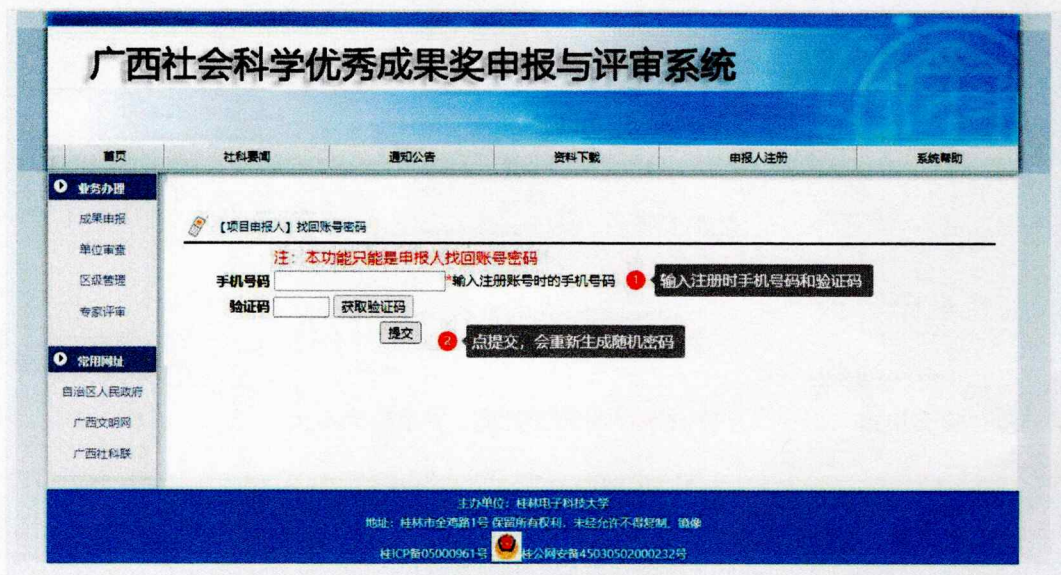 广西社会科学优秀成果奖申报与评审系统
首页 社科要闻 通知公告 资料下载 申报人注册 系统帮助
业务办理
成果申报
单位审查
区级管理
专家评审
常用网址
自治区人民政府
广西文明网
广西社科联
【项目申报人】找回账号密码
注:本功能只能是申报人找回账号密码
手机号码 *输入注册账号时的手机号码 1 输入注册时手机号码和验证码
验证码 获取验证码
提交 2 点提交,会重新生成随机密码
主办单位:桂林电子科技大学
地址:桂林市金鸡路1号 保留所有权利,未经允许不得复制、镜像
桂ICP备05000961号 桂公网安备45030502000232号